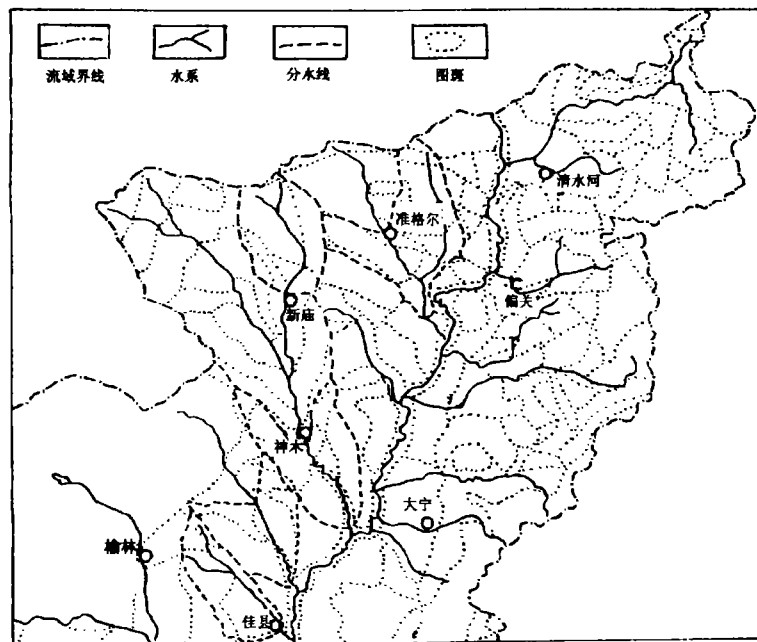 流域界线 水系 分水线 图斑
清水河
准格尔
偏关
新庙
神木
大宁
榆林
佳县